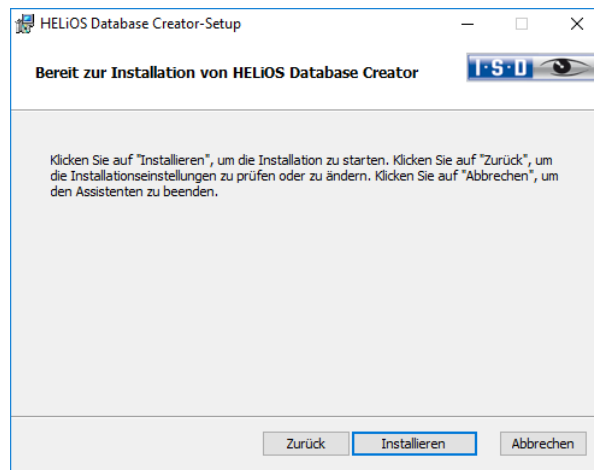 HELiOS Database Creator-Setup
Bereit zur Installation von HELiOS Database Creator
I·S·D
Klicken Sie auf "Installieren", um die Installation zu starten. Klicken Sie auf "Zurück", um
die Installationseinstellungen zu prüfen oder zu ändern. Klicken Sie auf "Abbrechen", um
den Assistenten zu beenden.
Zurück
Installieren
Abbrechen